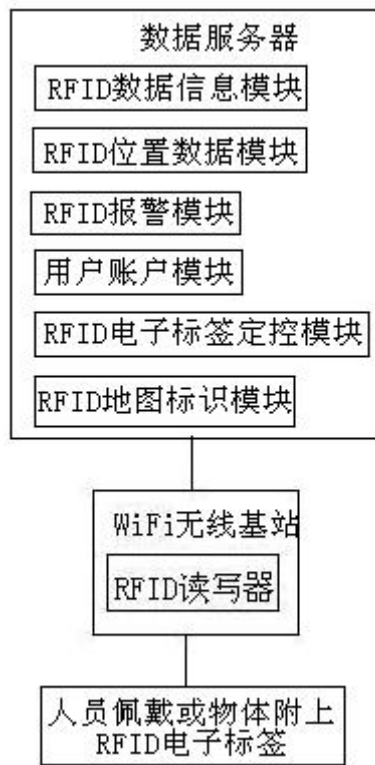 数据服务器
RFID数据信息模块
RFID位置数据模块
RFID报警模块
用户账户模块
RFID电子标签定控模块
RFID地图标识模块
WiFi无线基站
RFID读写器
人员佩戴或物体附上
RFID电子标签